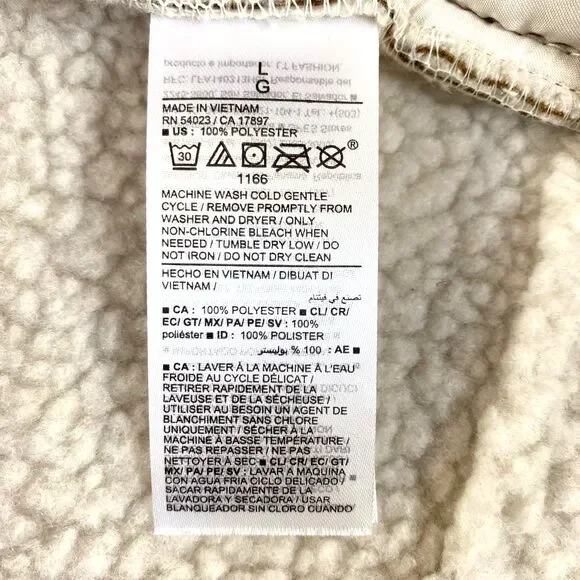 L
G
MADE IN VIETNAM
RN 54023 / CA 17897
■ US : 100% POLYESTER
30
®
1166
MACHINE WASH COLD GENTLE
CYCLE / REMOVE PROMPTLY FROM
WASHER AND DRYER / ONLY
NON-CHLORINE BLEACH WHEN
NEEDED / TUMBLE DRY LOW / DO
NOT IRON / DO NOT DRY CLEAN
HECHO EN VIETNAM / DIBUAT DI
VIETNAM /
تصنع في فيتنام
■ CA : 100% POLYESTER ■ CL/ CR/
EC/ GT/ MX/ PA/ PE/ SV : 100%
poliéster ■ ID : 100% POLISTER
■ AE : 100 % بوليستر
■ CA : LAVER À LA MACHINE À L'EAU
FROIDE AU CYCLE DÉLICAT /
RETIRER RAPIDEMENT DE LA
LAVEUSE ET DE LA SÉCHEUSE /
UTILISER AU BESOIN UN AGENT DE
BLANCHIMENT SANS CHLORE
UNIQUEMENT / SÉCHER À LA
MACHINE À BASSE TEMPÉRATURE /
NE PAS REPASSER / NE PAS
NETTOYER À SEC ■ CL/ CR/ EC/ GT/
MX/ PA/ PE/ SV : LAVAR A MÁQUINA
CON AGUA FRÍA CICLO DELICADO /
SACAR RÁPIDAMENTE DE LA
LAVADORA Y SECADORA / USAR
BLANQUEADOR SIN CLORO CUANDO